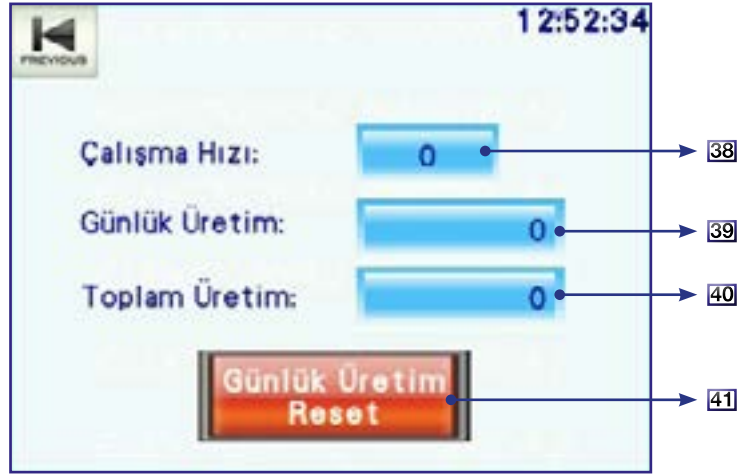 12:52:34
PREVIOUS
Çalışma Hızı: 0 38
Günlük Üretim: 0 39
Toplam Üretim: 0 40
Günlük Üretim
Reset
41